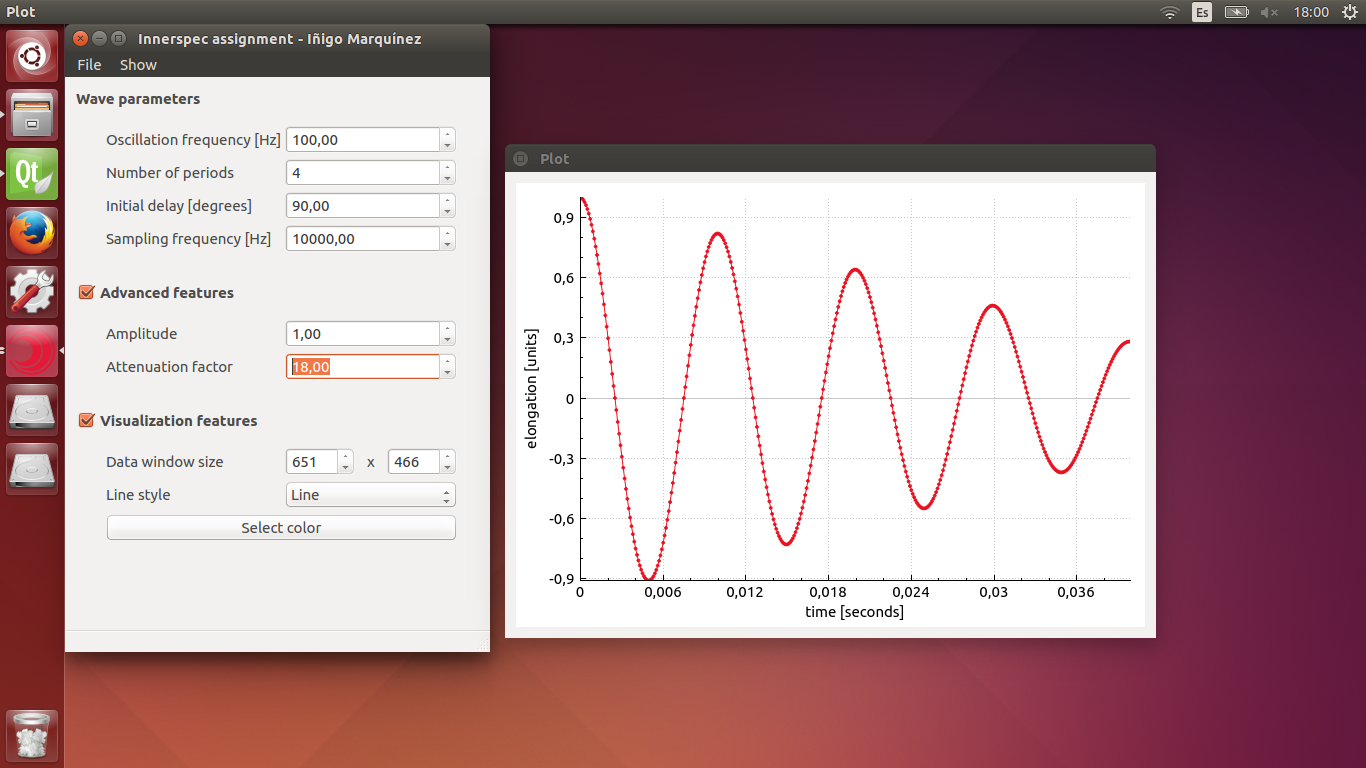 Plot
Es
18:00
Innerspec assignment - Iñigo Marquínez
File Show
Wave parameters
Oscillation frequency [Hz] 100,00
Number of periods 4
Initial delay [degrees] 90,00
Sampling frequency [Hz] 10000,00
Advanced features
Amplitude 1,00
Attenuation factor 18,00
Visualization features
Data window size 651 x 466
Line style Line
Select color
Qt
Plot
elongation [units]
0,9
0,6
0,3
0
-0,3
-0,6
-0,9
0 0,006 0,012 0,018 0,024 0,03 0,036
time [seconds]